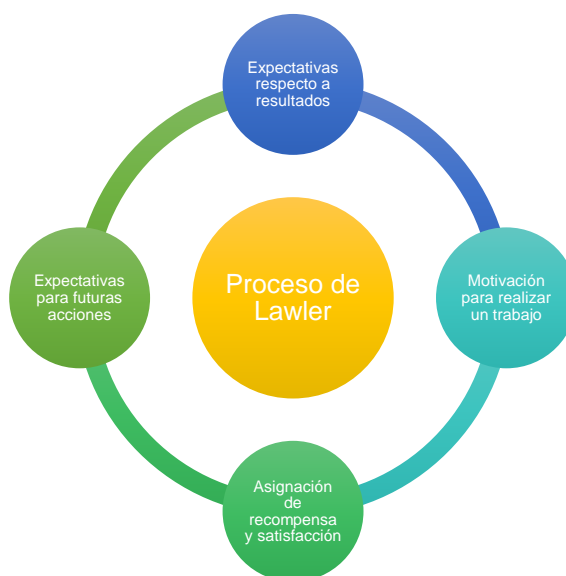 Expectativas
respecto a
resultados
Motivación
para realizar
un trabajo
Asignación
de
recompensa
y satisfacción
Expectativas
para futuras
acciones
Proceso de
Lawler